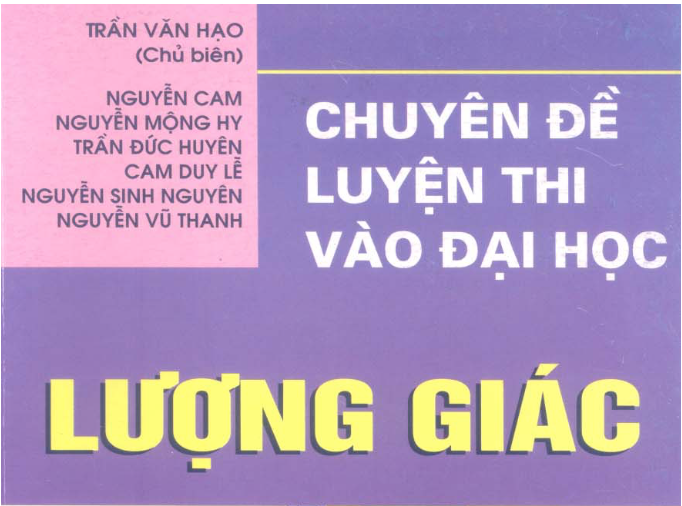 TRẦN VĂN HẠO
(Chủ biên)
NGUYỄN CAM
NGUYỄN MỘNG HY
TRẦN ĐỨC HUYÊN
CAM DUY LỄ
NGUYỄN SINH NGUYÊN
NGUYỄN VŨ THANH
CHUYÊN ĐỀ
LUYỆN THI
VÀO ĐẠI HỌC
LƯỢNG GIÁC